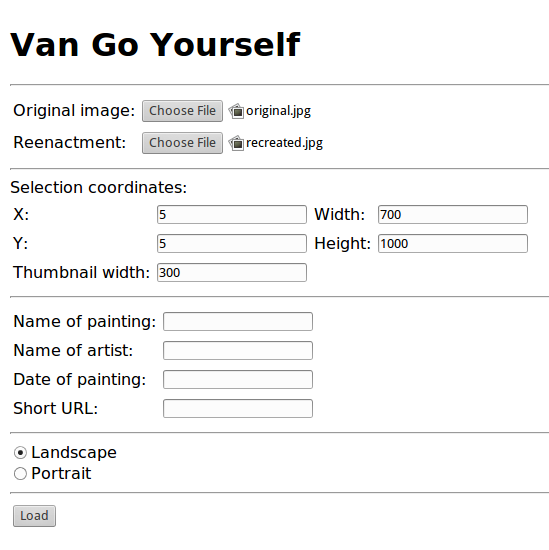 Van Go Yourself
Original image: Choose File original.jpg
Reenactment: Choose File recreated.jpg
Selection coordinates:
X: 5 Width: 700
Y: 5 Height: 1000
Thumbnail width: 300
Name of painting:
Name of artist:
Date of painting:
Short URL:
Landscape
Portrait
Load